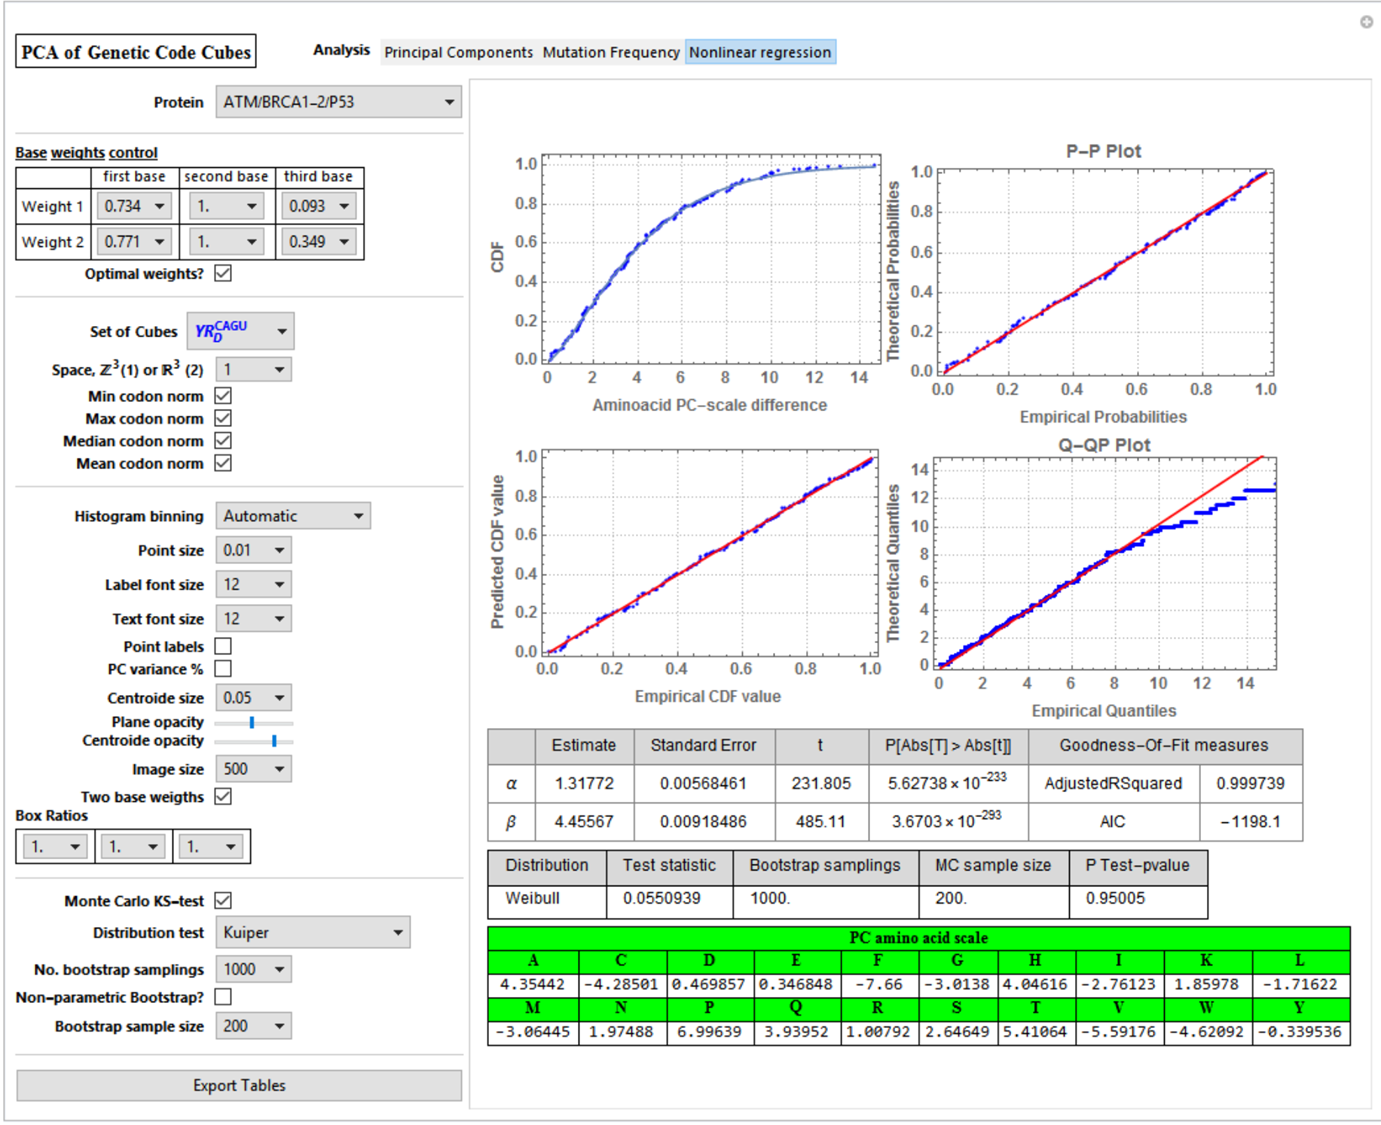 PCA of Genetic Code Cubes
Analysis Principal Components Mutation Frequency Nonlinear regression
Protein ATM/BRCA1-2/P53
Base weights control
first base second base third base
Weight 1 0.734 1. 0.093
Weight 2 0.771 1. 0.349
Optimal weights?
Set of Cubes YR_D^CAGU
Space, ℤ³(1) or ℝ³ (2) 1
Min codon norm
Max codon norm
Median codon norm
Mean codon norm
Histogram binning Automatic
Point size 0.01
Label font size 12
Text font size 12
Point labels
PC variance %
Centroide size 0.05
Plane opacity
Centroide opacity
Image size 500
Two base weigths
Box Ratios
1. 1. 1.
Monte Carlo KS-test
Distribution test Kuiper
No. bootstrap samplings 1000
Non-parametric Bootstrap?
Bootstrap sample size 200
Export Tables
CDF
1.0
0.8
0.6
0.4
0.2
0.0
0 2 4 6 8 10 12 14
Aminoacid PC-scale difference
P-P Plot
Theoretical Probabilities
1.0
0.8
0.6
0.4
0.2
0.0
0.0 0.2 0.4 0.6 0.8 1.0
Empirical Probabilities
Predicted CDF value
1.0
0.8
0.6
0.4
0.2
0.0
0.0 0.2 0.4 0.6 0.8 1.0
Empirical CDF value
Q-QP Plot
Theoretical Quantiles
14
12
10
8
6
4
2
0
0 2 4 6 8 10 12 14
Empirical Quantiles
Estimate Standard Error t P[Abs[T] > Abs[t]] Goodness-Of-Fit measures
α 1.31772 0.00568461 231.805 5.62738 × 10^-233 AdjustedRSquared 0.999739
β 4.45567 0.00918486 485.11 3.6703 × 10^-293 AIC -1198.1
Distribution Test statistic Bootstrap samplings MC sample size P Test-pvalue
Weibull 0.0550939 1000. 200. 0.95005
PC amino acid scale
A C D E F G H I K L
4.35442 -4.28501 0.469857 0.346848 -7.66 -3.0138 4.04616 -2.76123 1.85978 -1.71622
M N P Q R S T V W Y
-3.06445 1.97488 6.99639 3.93952 1.00792 2.64649 5.41064 -5.59176 -4.62092 -0.339536